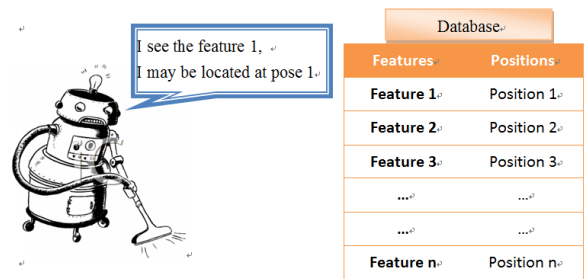 I see the feature 1,
I may be located at pose 1
Database
Features Positions
Feature 1 Position 1
Feature 2 Position 2
Feature 3 Position 3
... ...
... ...
Feature n Position n